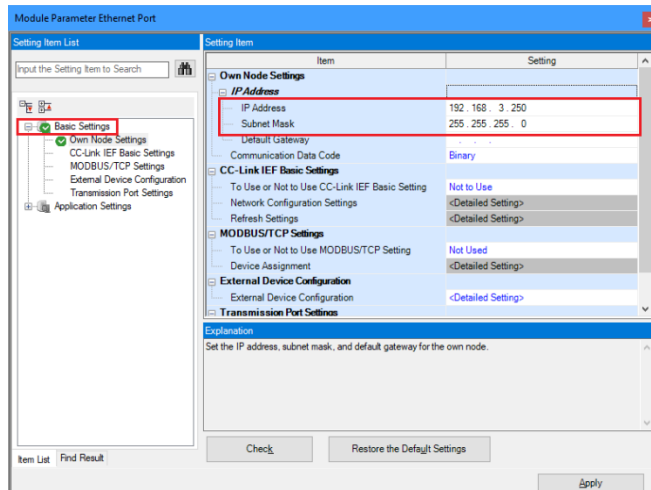 Module Parameter Ethernet Port
Setting Item List
Input the Setting Item to Search
Basic Settings
Own Node Settings
CC-Link IEF Basic Settings
MODBUS/TCP Settings
External Device Configuration
Transmission Port Settings
Application Settings
Item List Find Result
Setting Item
Item Setting
Own Node Settings
IP Address
IP Address 192 . 168 . 3 . 250
Subnet Mask 255 . 255 . 255 . 0
Default Gateway . . .
Communication Data Code Binary
CC-Link IEF Basic Settings
To Use or Not to Use CC-Link IEF Basic Setting Not to Use
Network Configuration Settings <Detailed Setting>
Refresh Settings <Detailed Setting>
MODBUS/TCP Settings
To Use or Not to Use MODBUS/TCP Setting Not Used
Device Assignment <Detailed Setting>
External Device Configuration
External Device Configuration <Detailed Setting>
Transmission Port Settings
Explanation
Set the IP address, subnet mask, and default gateway for the own node.
Check Restore the Default Settings
Apply